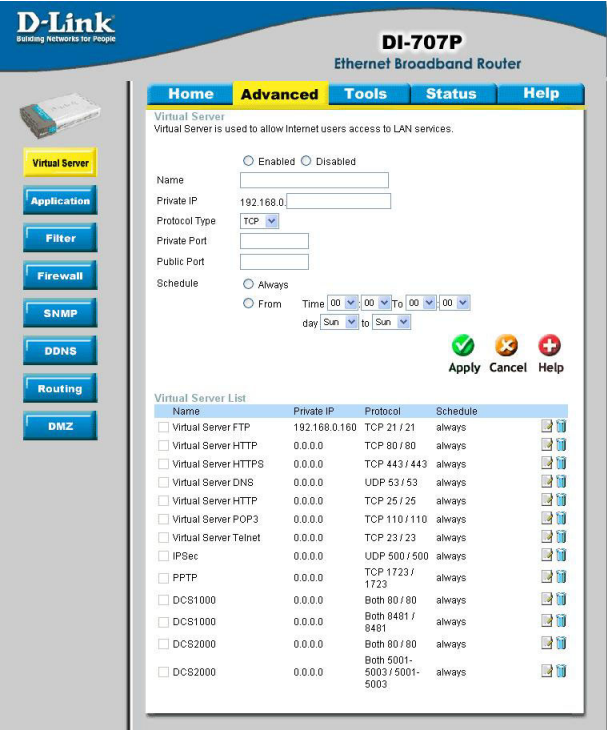 D-Link
Building Networks for People
DI-707P
Ethernet Broadband Router
Home Advanced Tools Status Help
Virtual Server
Application
Filter
Firewall
SNMP
DDNS
Routing
DMZ
Virtual Server
Virtual Server is used to allow Internet users access to LAN services.
Enabled Disabled
Name
Private IP 192.168.0.
Protocol Type TCP
Private Port
Public Port
Schedule Always
From Time 00 : 00 To 00 : 00
day Sun to Sun
Apply Cancel Help
Virtual Server List
Name Private IP Protocol Schedule
Virtual Server FTP 192.168.0.160 TCP 21 / 21 always
Virtual Server HTTP 0.0.0.0 TCP 80 / 80 always
Virtual Server HTTPS 0.0.0.0 TCP 443 / 443 always
Virtual Server DNS 0.0.0.0 UDP 53 / 53 always
Virtual Server HTTP 0.0.0.0 TCP 25 / 25 always
Virtual Server POP3 0.0.0.0 TCP 110 / 110 always
Virtual Server Telnet 0.0.0.0 TCP 23 / 23 always
IPSec 0.0.0.0 UDP 500 / 500 always
PPTP 0.0.0.0 TCP 1723 / 1723 always
DCS1000 0.0.0.0 Both 80 / 80 always
DCS1000 0.0.0.0 Both 8481 / 8481 always
DCS2000 0.0.0.0 Both 80 / 80 always
DCS2000 0.0.0.0 Both 5001-5003 / 5001-5003 always